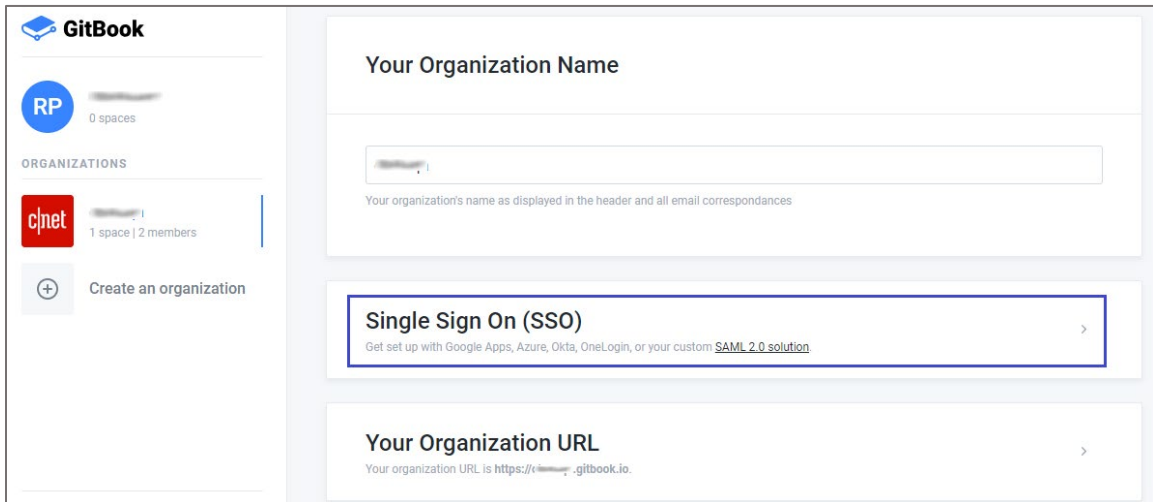 GitBook
RP
0 spaces
ORGANIZATIONS
c|net
1 space | 2 members
Create an organization
Your Organization Name
Your organization's name as displayed in the header and all email correspondances
Single Sign On (SSO)
Get set up with Google Apps, Azure, Okta, OneLogin, or your custom SAML 2.0 solution.
Your Organization URL
Your organization URL is https:// .gitbook.io.